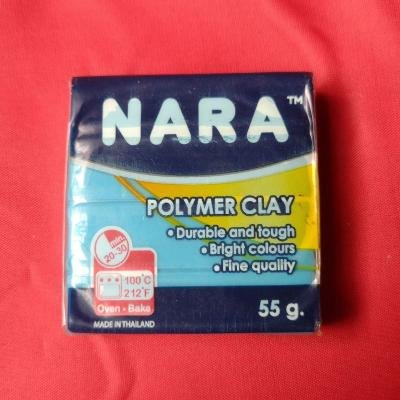 NARA™
POLYMER CLAY
•Durable and tough
•Bright colours
•Fine quality
min.
20-30
100°C
212°F
Oven - Bake
MADE IN THAILAND
55 g.